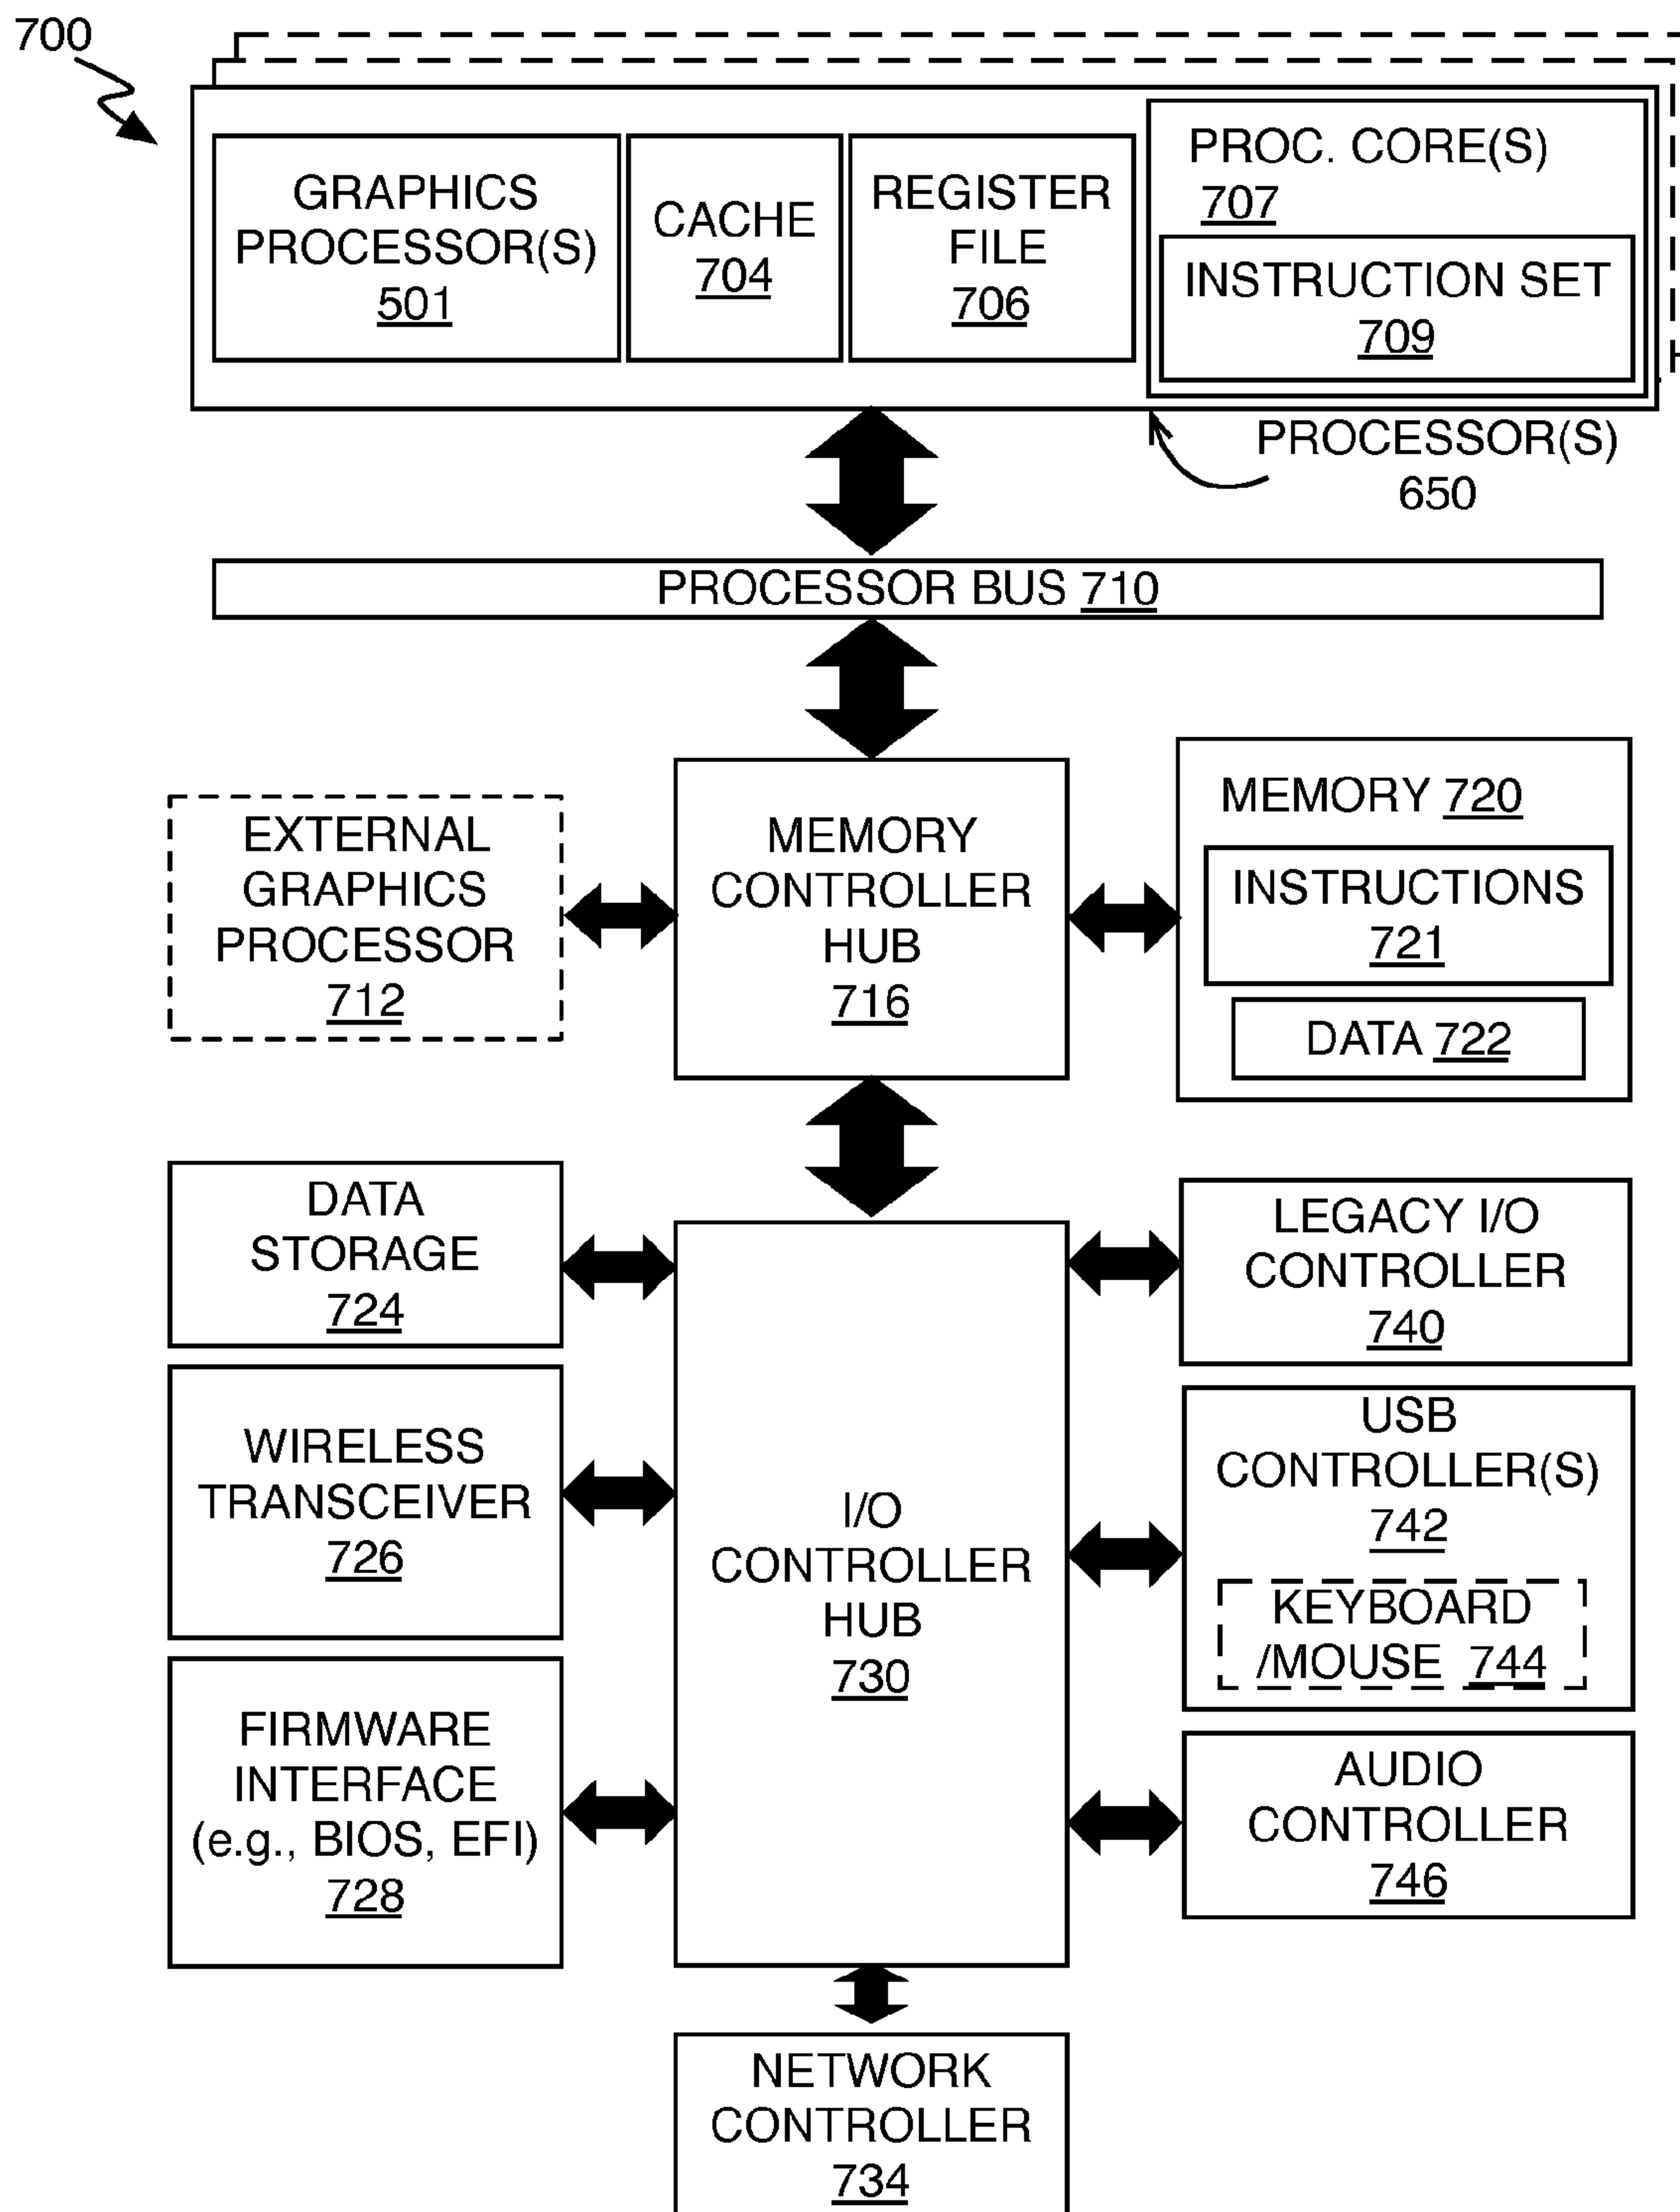 700
GRAPHICS
PROCESSOR(S)
501
CACHE
704
REGISTER
FILE
706
PROC. CORE(S)
707
INSTRUCTION SET
709
PROCESSOR(S)
650
PROCESSOR BUS 710
EXTERNAL
GRAPHICS
PROCESSOR
712
MEMORY
CONTROLLER
HUB
716
MEMORY 720
INSTRUCTIONS
721
DATA 722
DATA
STORAGE
724
WIRELESS
TRANSCEIVER
726
FIRMWARE
INTERFACE
(e.g., BIOS, EFI)
728
I/O
CONTROLLER
HUB
730
LEGACY I/O
CONTROLLER
740
USB
CONTROLLER(S)
742
KEYBOARD
/MOUSE 744
AUDIO
CONTROLLER
746
NETWORK
CONTROLLER
734